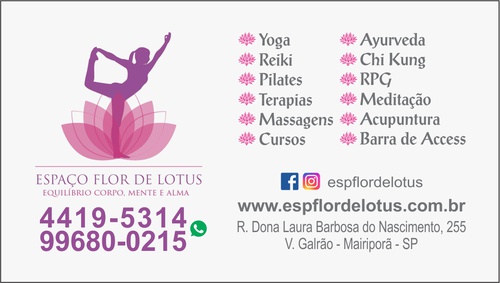 ESPAÇO FLOR DE LOTUS
EQUILÍBRIO CORPO, MENTE E ALMA
4419-5314
99680-0215
Yoga
Reiki
Pilates
Terapias
Massagens
Cursos
Ayurveda
Chi Kung
RPG
Meditação
Acupuntura
Barra de Access
espflordelotus
www.espflordelotus.com.br
R. Dona Laura Barbosa do Nascimento, 255
V. Galrão - Mairiporã - SP